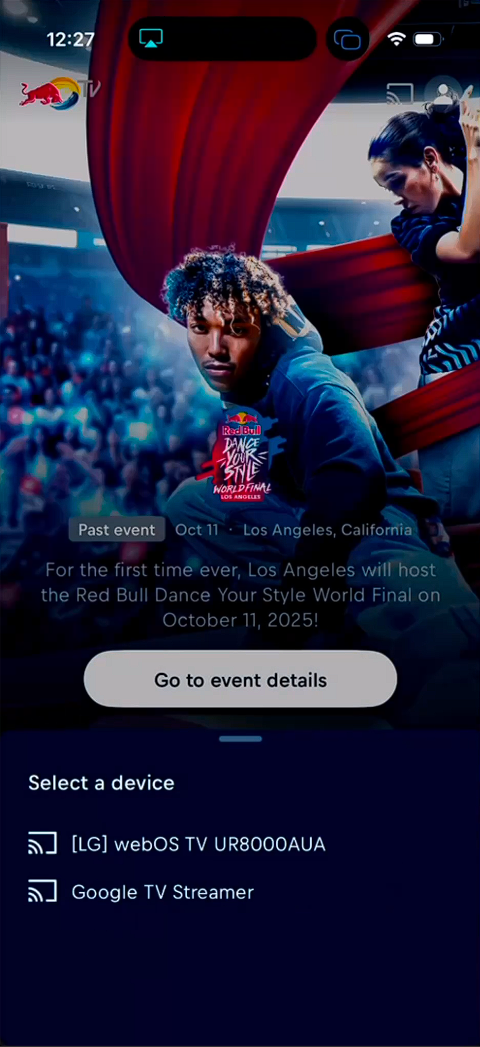 12:27
TV
Red Bull
DANCE
YOUR
STYLE
WORLD FINAL
LOS ANGELES
Past event Oct 11 · Los Angeles, California
For the first time ever, Los Angeles will host
the Red Bull Dance Your Style World Final on
October 11, 2025!
Go to event details
Select a device
[LG] webOS TV UR8000AUA
Google TV Streamer